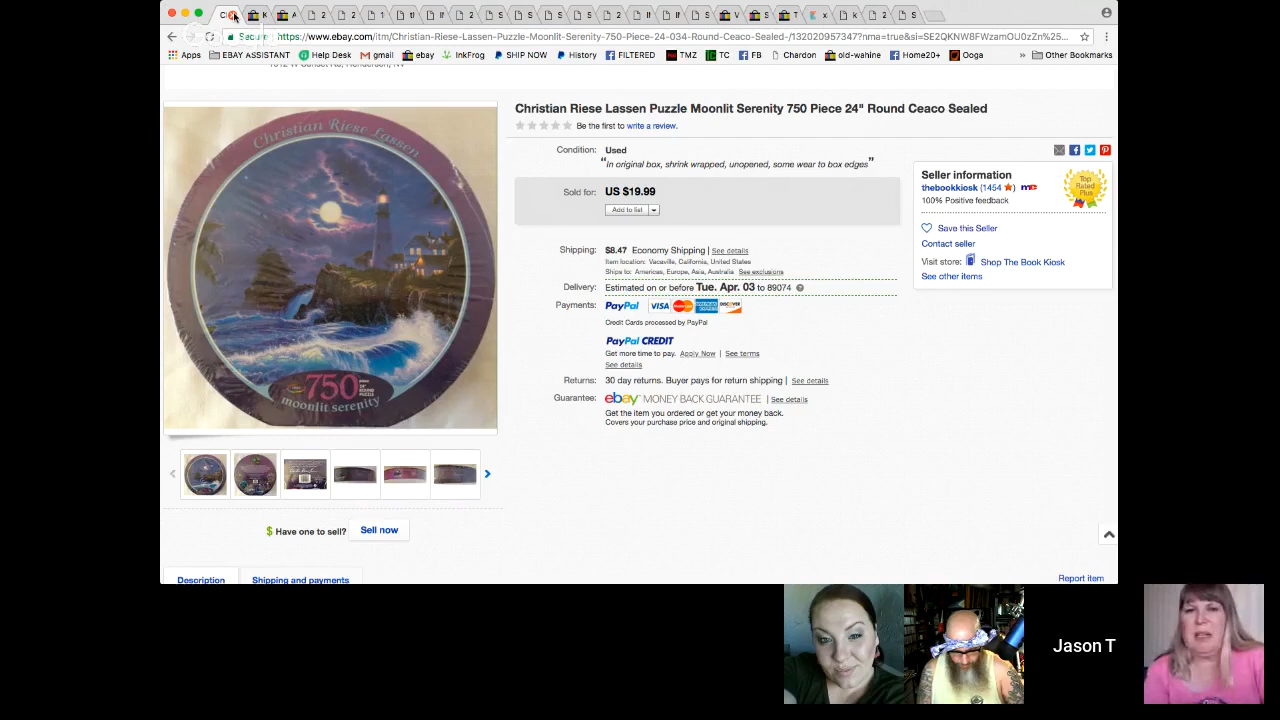 Secure
https://www.ebay.com/itm/Christian-Riese-Lassen-Puzzle-Moonlit-Serenity-750-Piece-24-034-Round-Ceaco-Sealed-/132020957347?nma=true&si=SE2QKNW8FWzamOU0zZn%25...
Apps EBAY ASSISTANT Help Desk gmail ebay InkFrog SHIP NOW History FILTERED TMZ TC FB Chardon old-wahine Home20+ Ooga » Other Bookmarks
Christian Riese Lassen Puzzle Moonlit Serenity 750 Piece 24" Round Ceaco Sealed
Be the first to write a review.
Condition: Used
"In original box, shrink wrapped, unopened, some wear to box edges"
Sold for: US $19.99
Add to list
Shipping: $8.47 Economy Shipping | See details
Item location: Vacaville, California, United States
Ships to: Americas, Europe, Asia, Australia See exclusions
Delivery: Estimated on or before Tue. Apr. 03 to 89074
Payments: PayPal VISA DISCOVER
Credit Cards processed by PayPal
PayPal CREDIT
Get more time to pay. Apply Now | See terms
See details
Returns: 30 day returns. Buyer pays for return shipping | See details
Guarantee: ebay MONEY BACK GUARANTEE | See details
Get the item you ordered or get your money back.
Covers your purchase price and original shipping.
Seller information
thebookkiosk (1454)
100% Positive feedback
Top Rated Plus
Save this Seller
Contact seller
Visit store: Shop The Book Kiosk
See other items
Christian Riese Lassen
750
moonlit serenity
$ Have one to sell? Sell now
Description Shipping and payments
Report item
Jason T